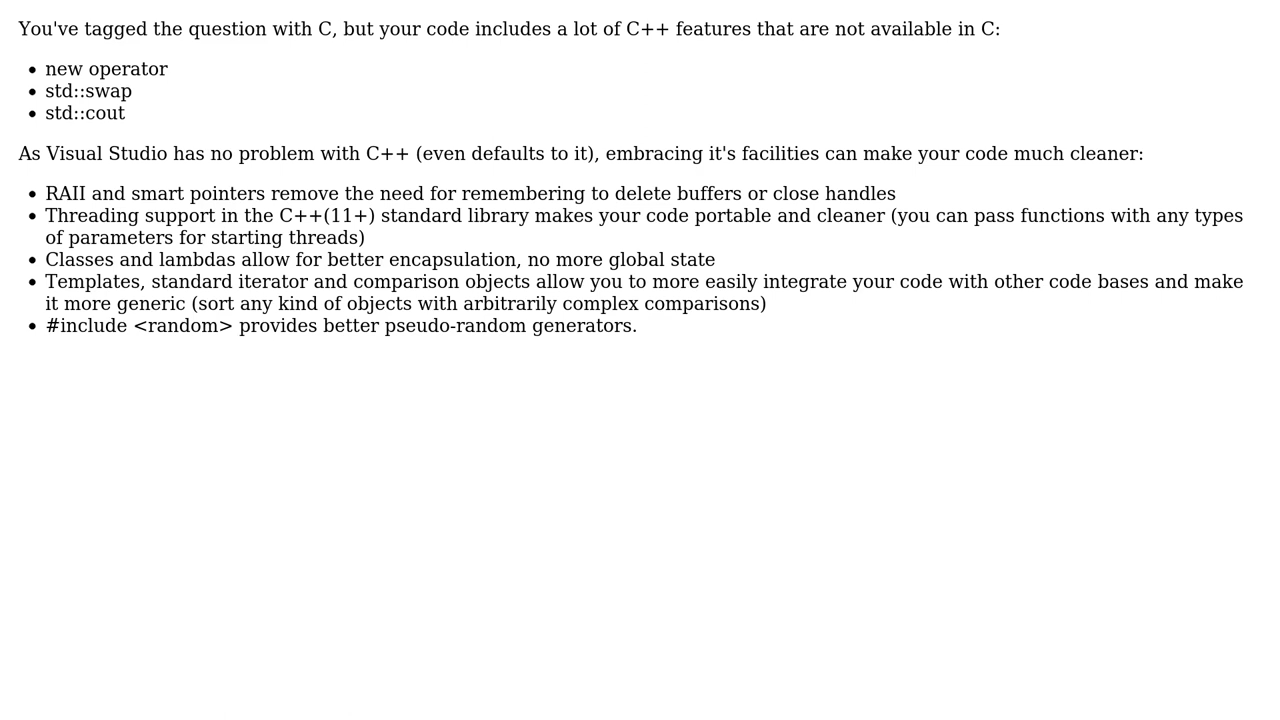 You've tagged the question with C, but your code includes a lot of C++ features that are not available in C:
• new operator
• std::swap
• std::cout
As Visual Studio has no problem with C++ (even defaults to it), embracing it's facilities can make your code much cleaner:
• RAII and smart pointers remove the need for remembering to delete buffers or close handles
• Threading support in the C++(11+) standard library makes your code portable and cleaner (you can pass functions with any types
of parameters for starting threads)
• Classes and lambdas allow for better encapsulation, no more global state
• Templates, standard iterator and comparison objects allow you to more easily integrate your code with other code bases and make
it more generic (sort any kind of objects with arbitrarily complex comparisons)
• #include <random> provides better pseudo-random generators.